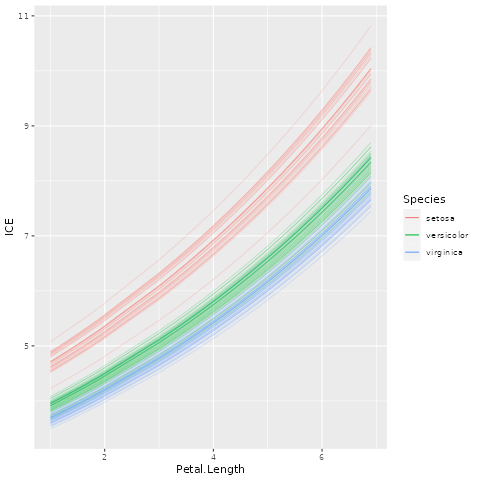 11
9
7
5
ICE
2
4
6
Petal.Length
Species
setosa
versicolor
virginica